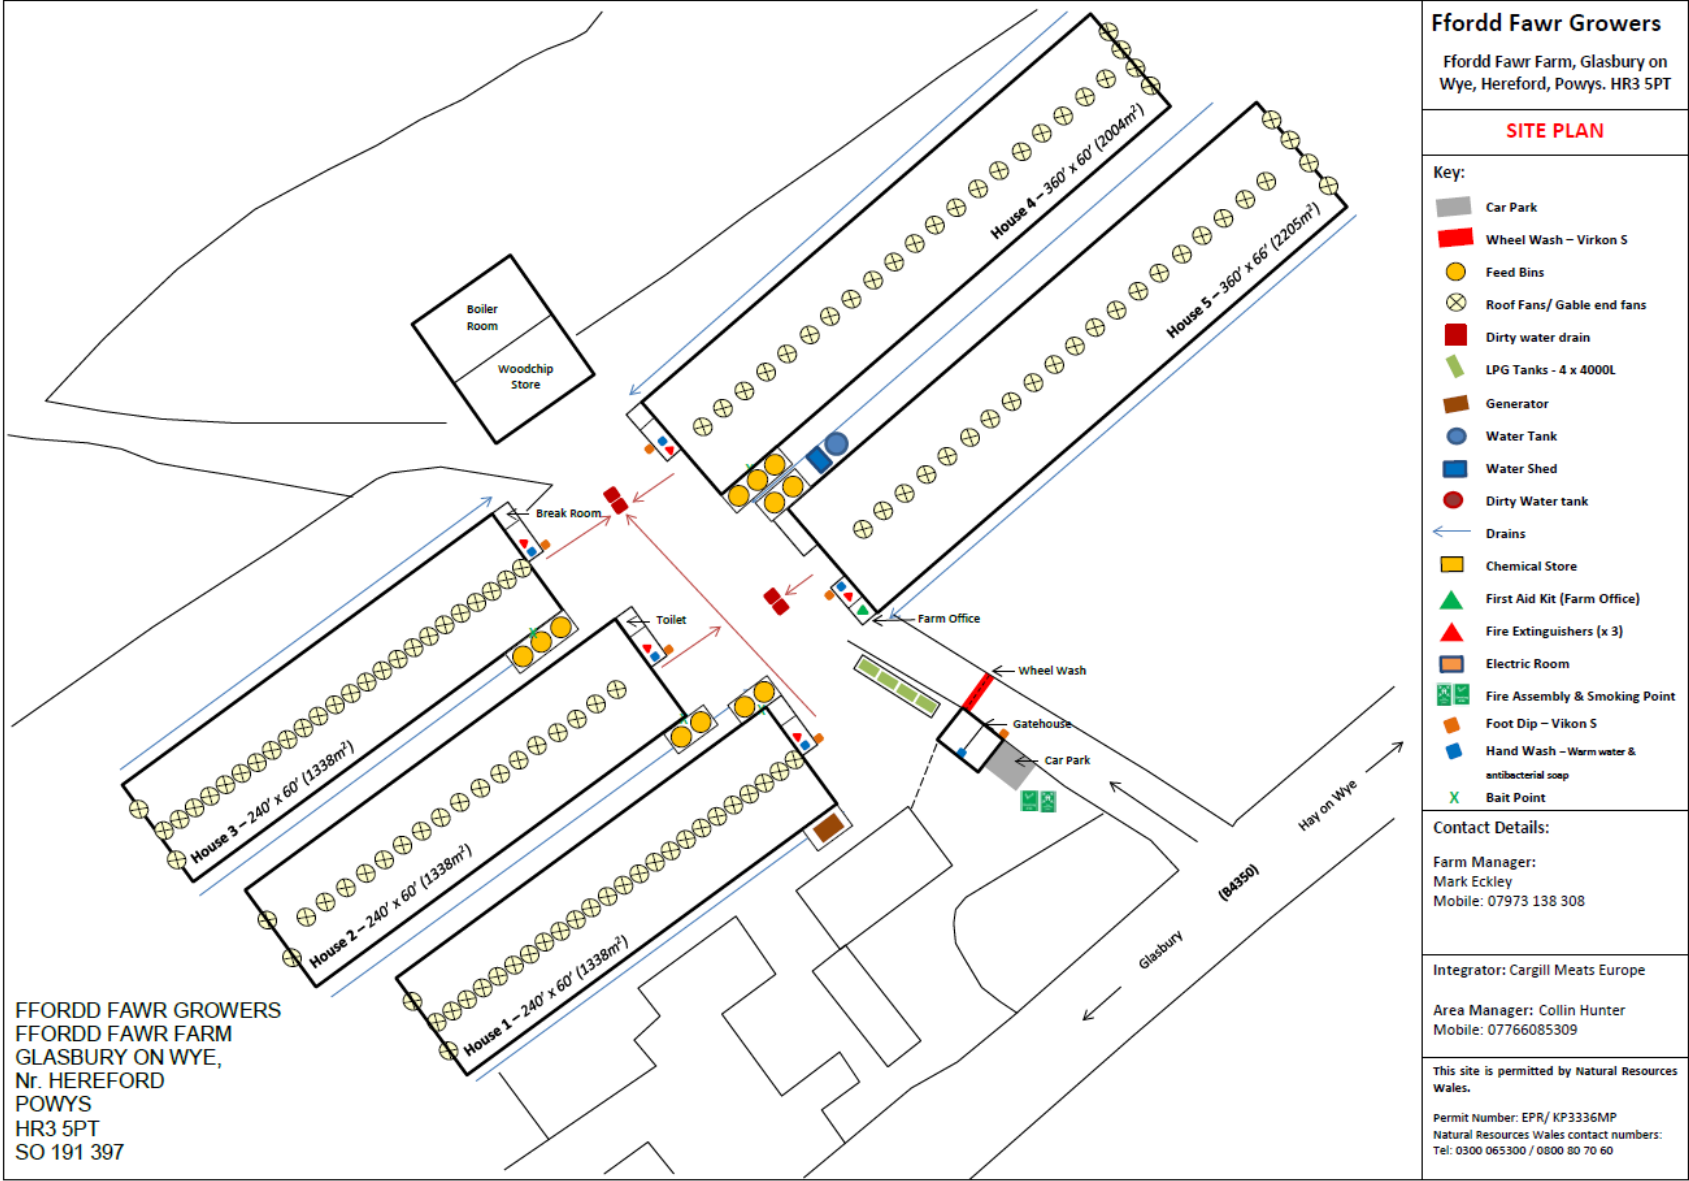 Ffordd Fawr Growers
Ffordd Fawr Farm, Glasbury on
Wye, Hereford, Powys. HR3 5PT
SITE PLAN
Key:
Car Park
Wheel Wash – Virkon S
Feed Bins
Roof Fans/ Gable end fans
Dirty water drain
LPG Tanks - 4 x 4000L
Generator
Water Tank
Water Shed
Dirty Water tank
Drains
Chemical Store
First Aid Kit (Farm Office)
Fire Extinguishers (x 3)
Electric Room
Fire Assembly & Smoking Point
Foot Dip – Vikon S
Hand Wash – Warm water &
antibacterial soap
X Bait Point
Contact Details:
Farm Manager:
Mark Eckley
Mobile: 07973 138 308
Integrator: Cargill Meats Europe
Area Manager: Collin Hunter
Mobile: 07766085309
This site is permitted by Natural Resources
Wales.
Permit Number: EPR/ KP3336MP
Natural Resources Wales contact numbers:
Tel: 0300 065300 / 0800 80 70 60
House 4 – 360' x 60' (2004m²)
House 5 – 360' x 66' (2205m²)
Boiler
Room
Woodchip
Store
Break Room
Toilet
Farm Office
Wheel Wash
Gatehouse
Car Park
House 3 – 240' x 60' (1338m²)
House 2 – 240' x 60' (1338m²)
House 1 – 240' x 60' (1338m²)
Hay on Wye
(B4350)
Glasbury
FFORDD FAWR GROWERS
FFORDD FAWR FARM
GLASBURY ON WYE,
Nr. HEREFORD
POWYS
HR3 5PT
SO 191 397